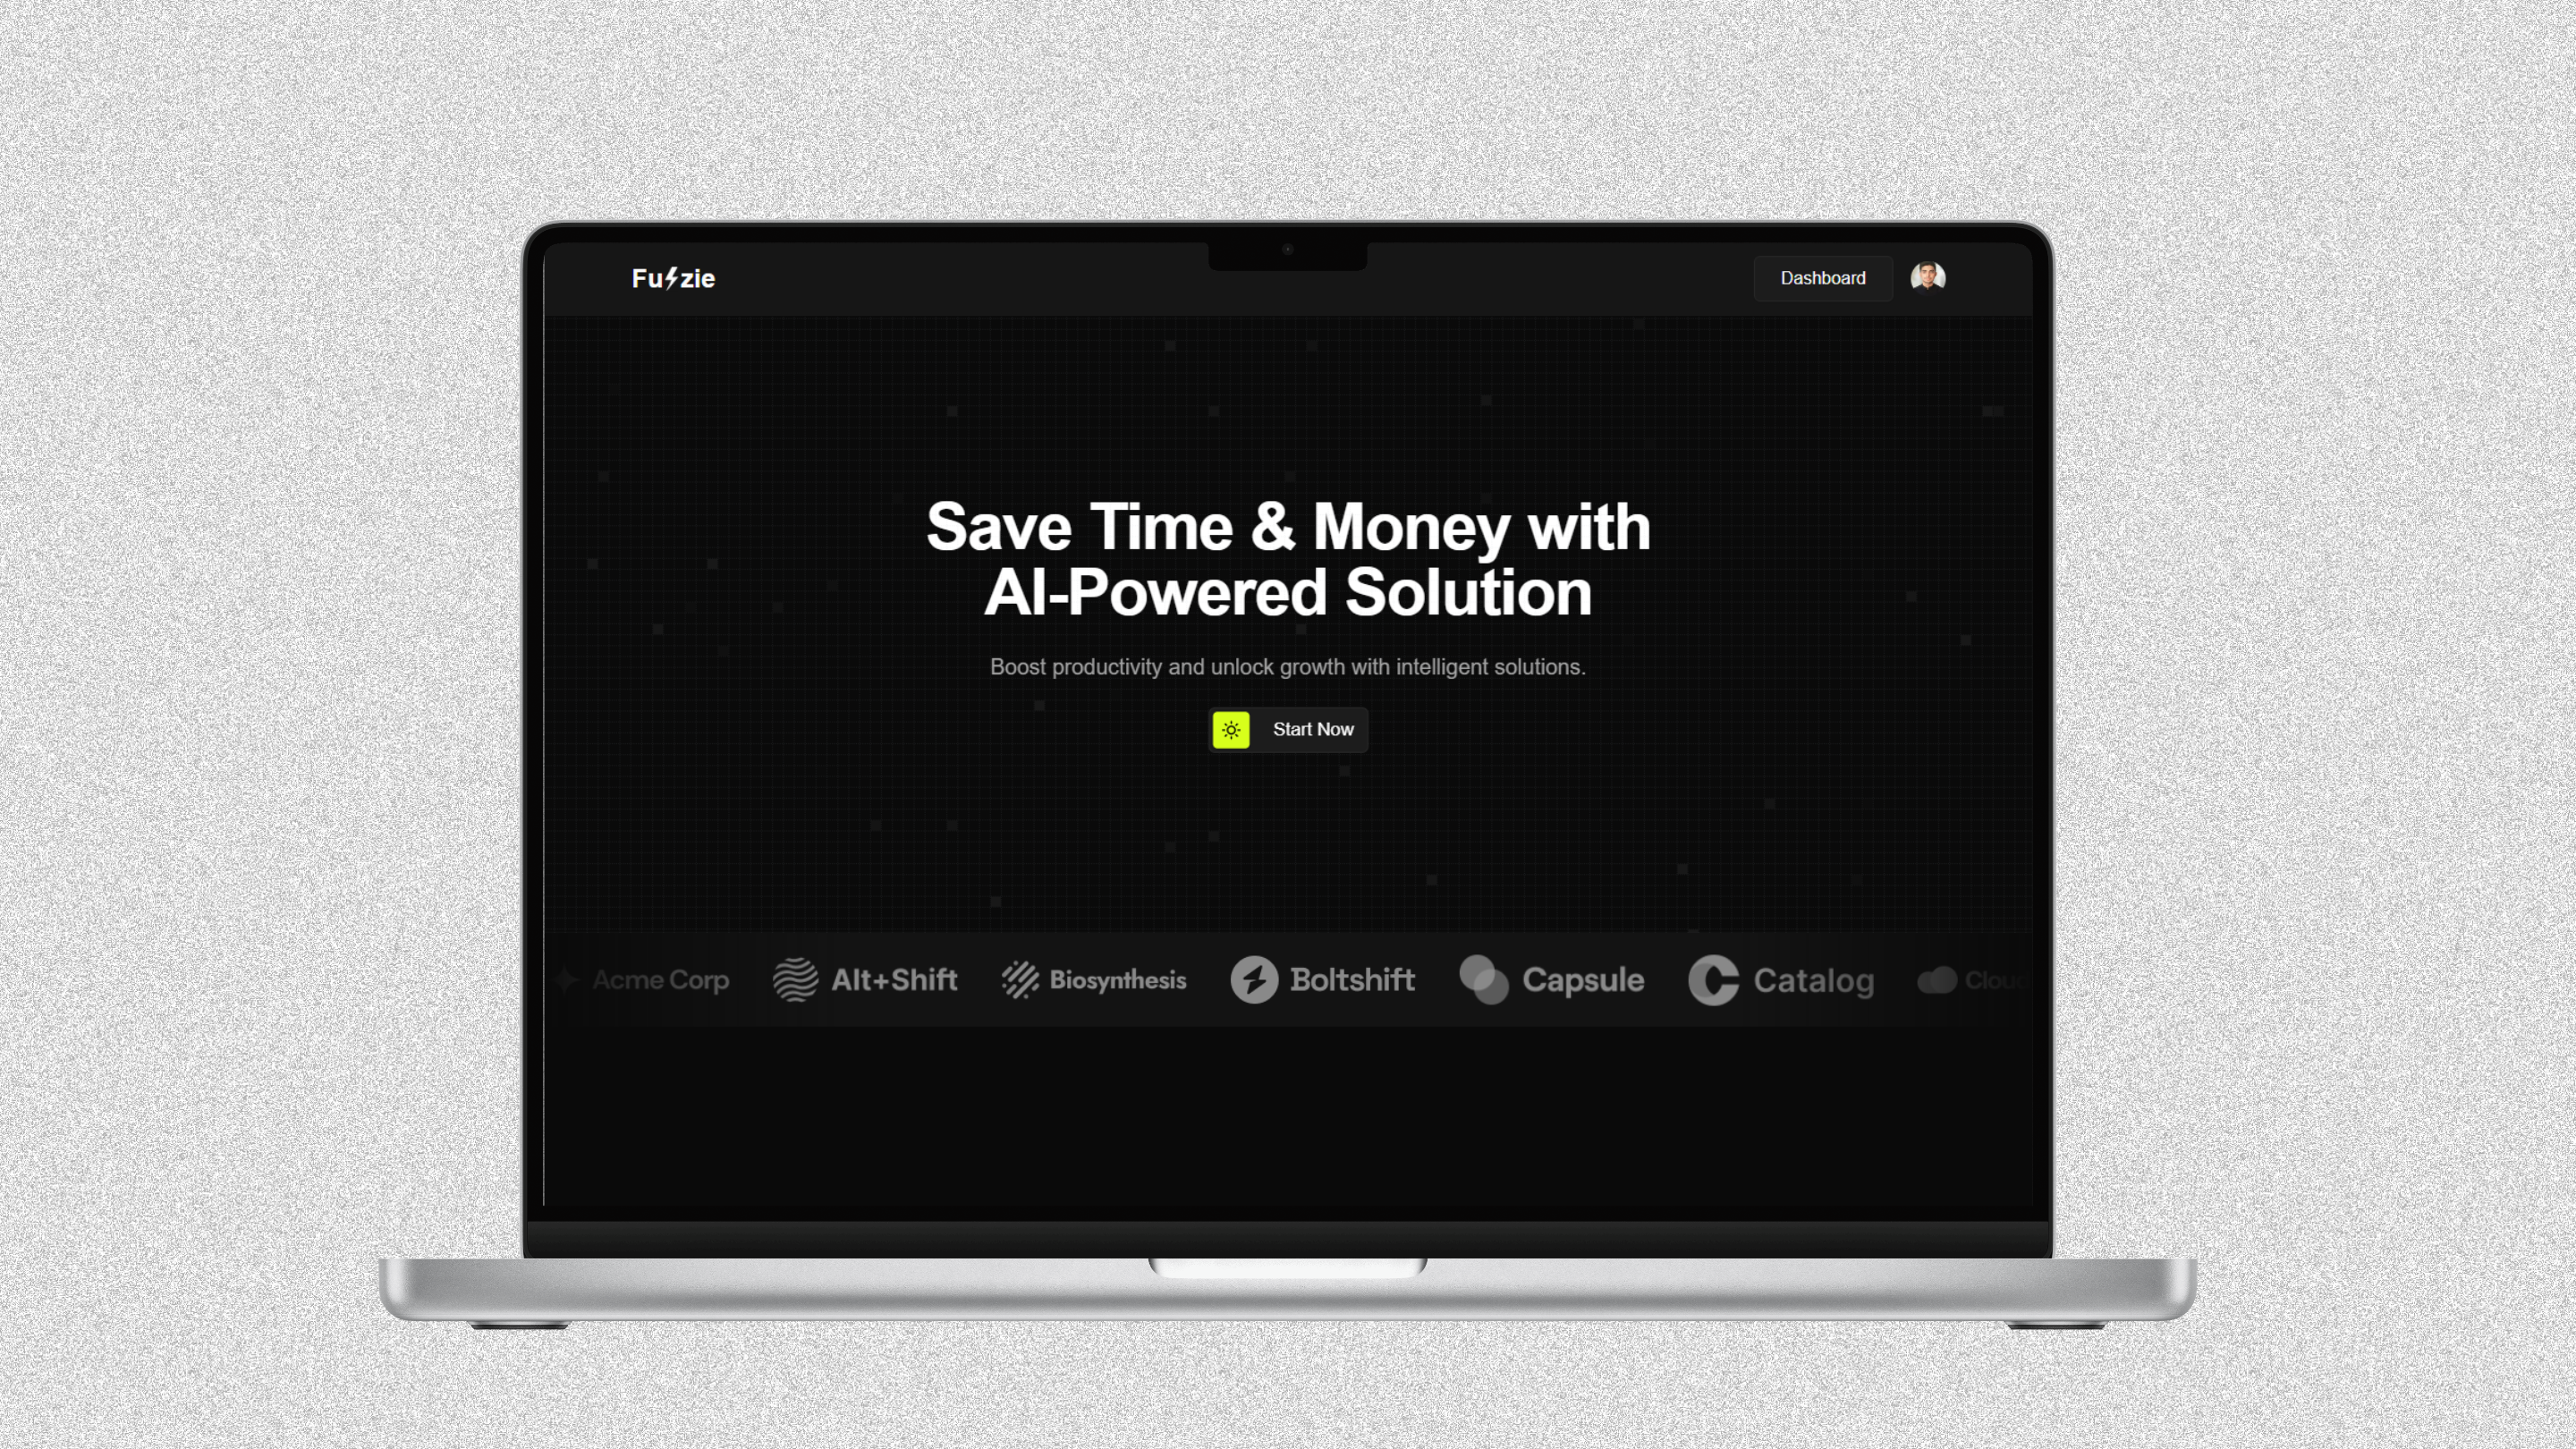 Fuzzie
Dashboard
Save Time & Money with
AI-Powered Solution
Boost productivity and unlock growth with intelligent solutions.
Start Now
Acme Corp
Alt+Shift
Biosynthesis
Boltshift
Capsule
Catalog
Cloud